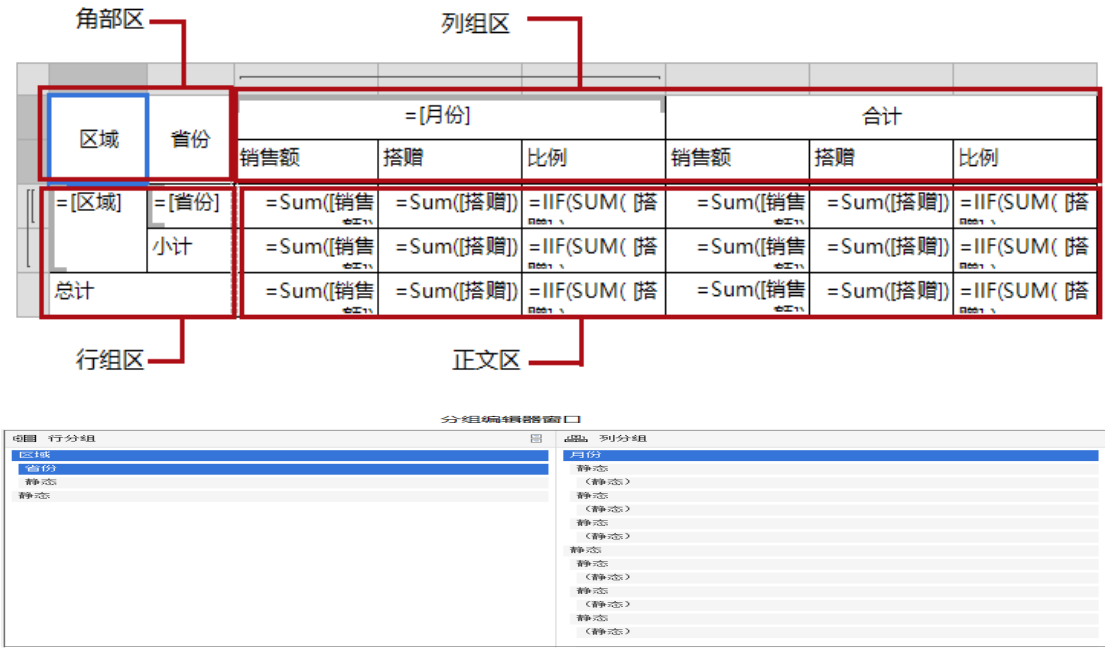 角部区
列组区
区域 省份 =[月份] 合计
销售额 搭赠 比例 销售额 搭赠 比例
=[区域] =[省份] =Sum([销售 =Sum([搭赠]) =IIF(SUM( [搭 =Sum([销售 =Sum([搭赠]) =IIF(SUM( [搭
小计 =Sum([销售 =Sum([搭赠]) =IIF(SUM( [搭 =Sum([销售 =Sum([搭赠]) =IIF(SUM( [搭
总计 =Sum([销售 =Sum([搭赠]) =IIF(SUM( [搭 =Sum([销售 =Sum([搭赠]) =IIF(SUM( [搭
行组区
正文区
分组编辑器窗口
行分组
区域
省份
静态
静态
列分组
月份
静态
(静态)
静态
(静态)
静态
(静态)
静态
静态
(静态)
静态
(静态)
静态
(静态)